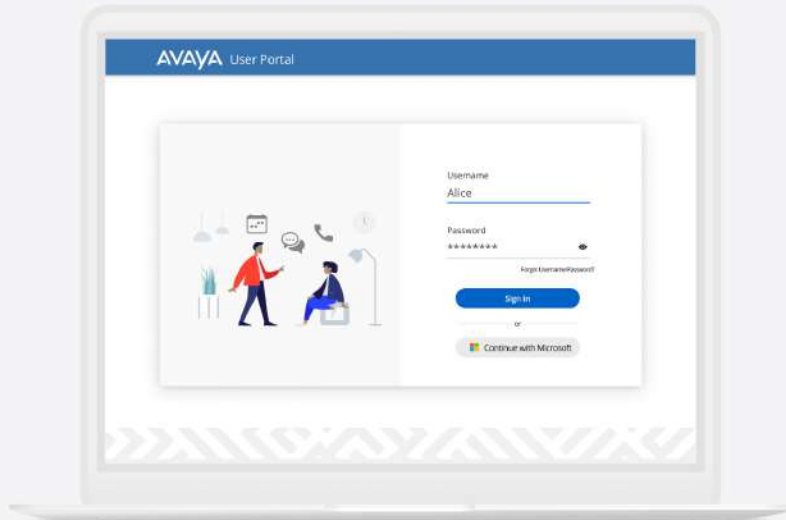 AVAYA User Portal
Username
Alice
Password
********
Forgot Username/Password?
Sign In
or
Continue with Microsoft